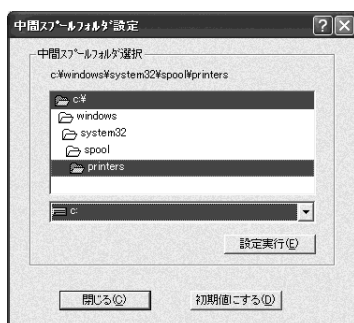 中間ｽﾌﾟｰﾙﾌｫﾙﾀﾞ設定
中間ｽﾌﾟｰﾙﾌｫﾙﾀﾞ選択
c:¥windows¥system32¥spool¥printers
c:¥
windows
system32
spool
printers
c:
設定実行(E)
閉じる(C)
初期値にする(D)